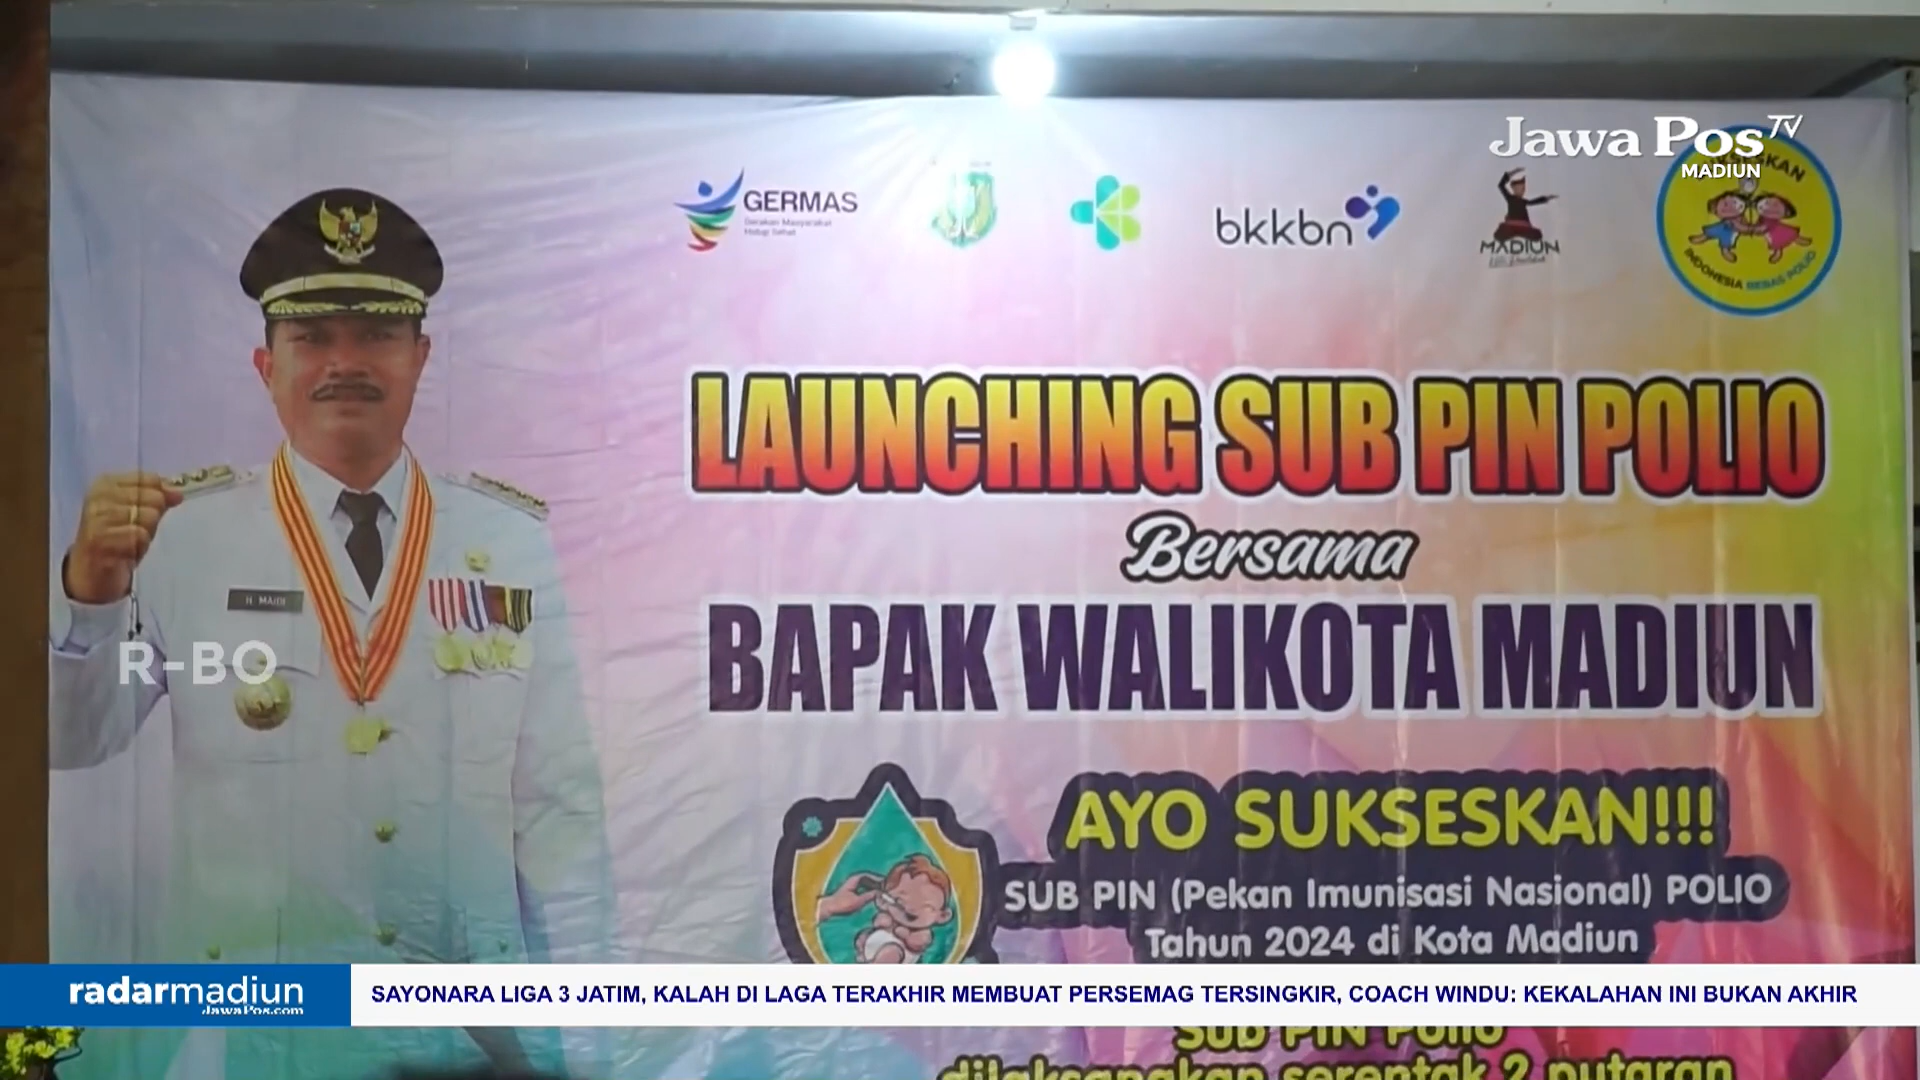 Jawa Pos TV
MADIUN
GERMAS
Gerakan Masyarakat
Hidup Sehat
bkkbn
MADIUN
INDONESIA BEBAS POLIO
LAUNCHING SUB PIN POLIO
Bersama
BAPAK WALIKOTA MADIUN
H. MAIDI
R-BO
AYO SUKSESKAN!!!
SUB PIN (Pekan Imunisasi Nasional) POLIO
Tahun 2024 di Kota Madiun
radarmadiun
JawaPos.com
SAYONARA LIGA 3 JATIM, KALAH DI LAGA TERAKHIR MEMBUAT PERSEMAG TERSINGKIR, COACH WINDU: KEKALAHAN INI BUKAN AKHIR
SUB PIN Polio
dilaksanakan serentak 2 putaran